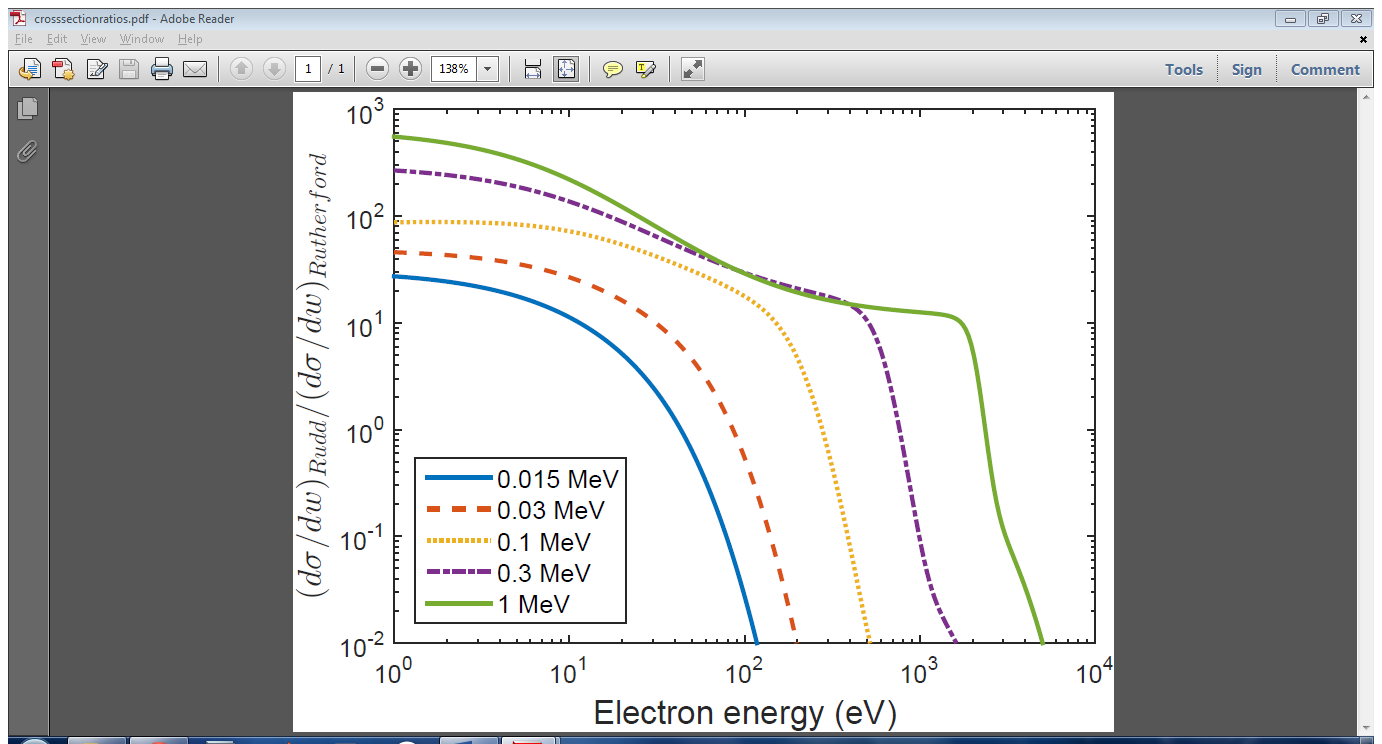 crosssectionratios.pdf - Adobe Reader
File Edit View Window Help
1 / 1 138% Tools Sign Comment
(dσ/dw)Rudd/(dσ/dw)Rutherford
10^3
10^2
10^1
10^0
10^-1
10^-2
0.015 MeV
0.03 MeV
0.1 MeV
0.3 MeV
1 MeV
10^0 10^1 10^2 10^3 10^4
Electron energy (eV)